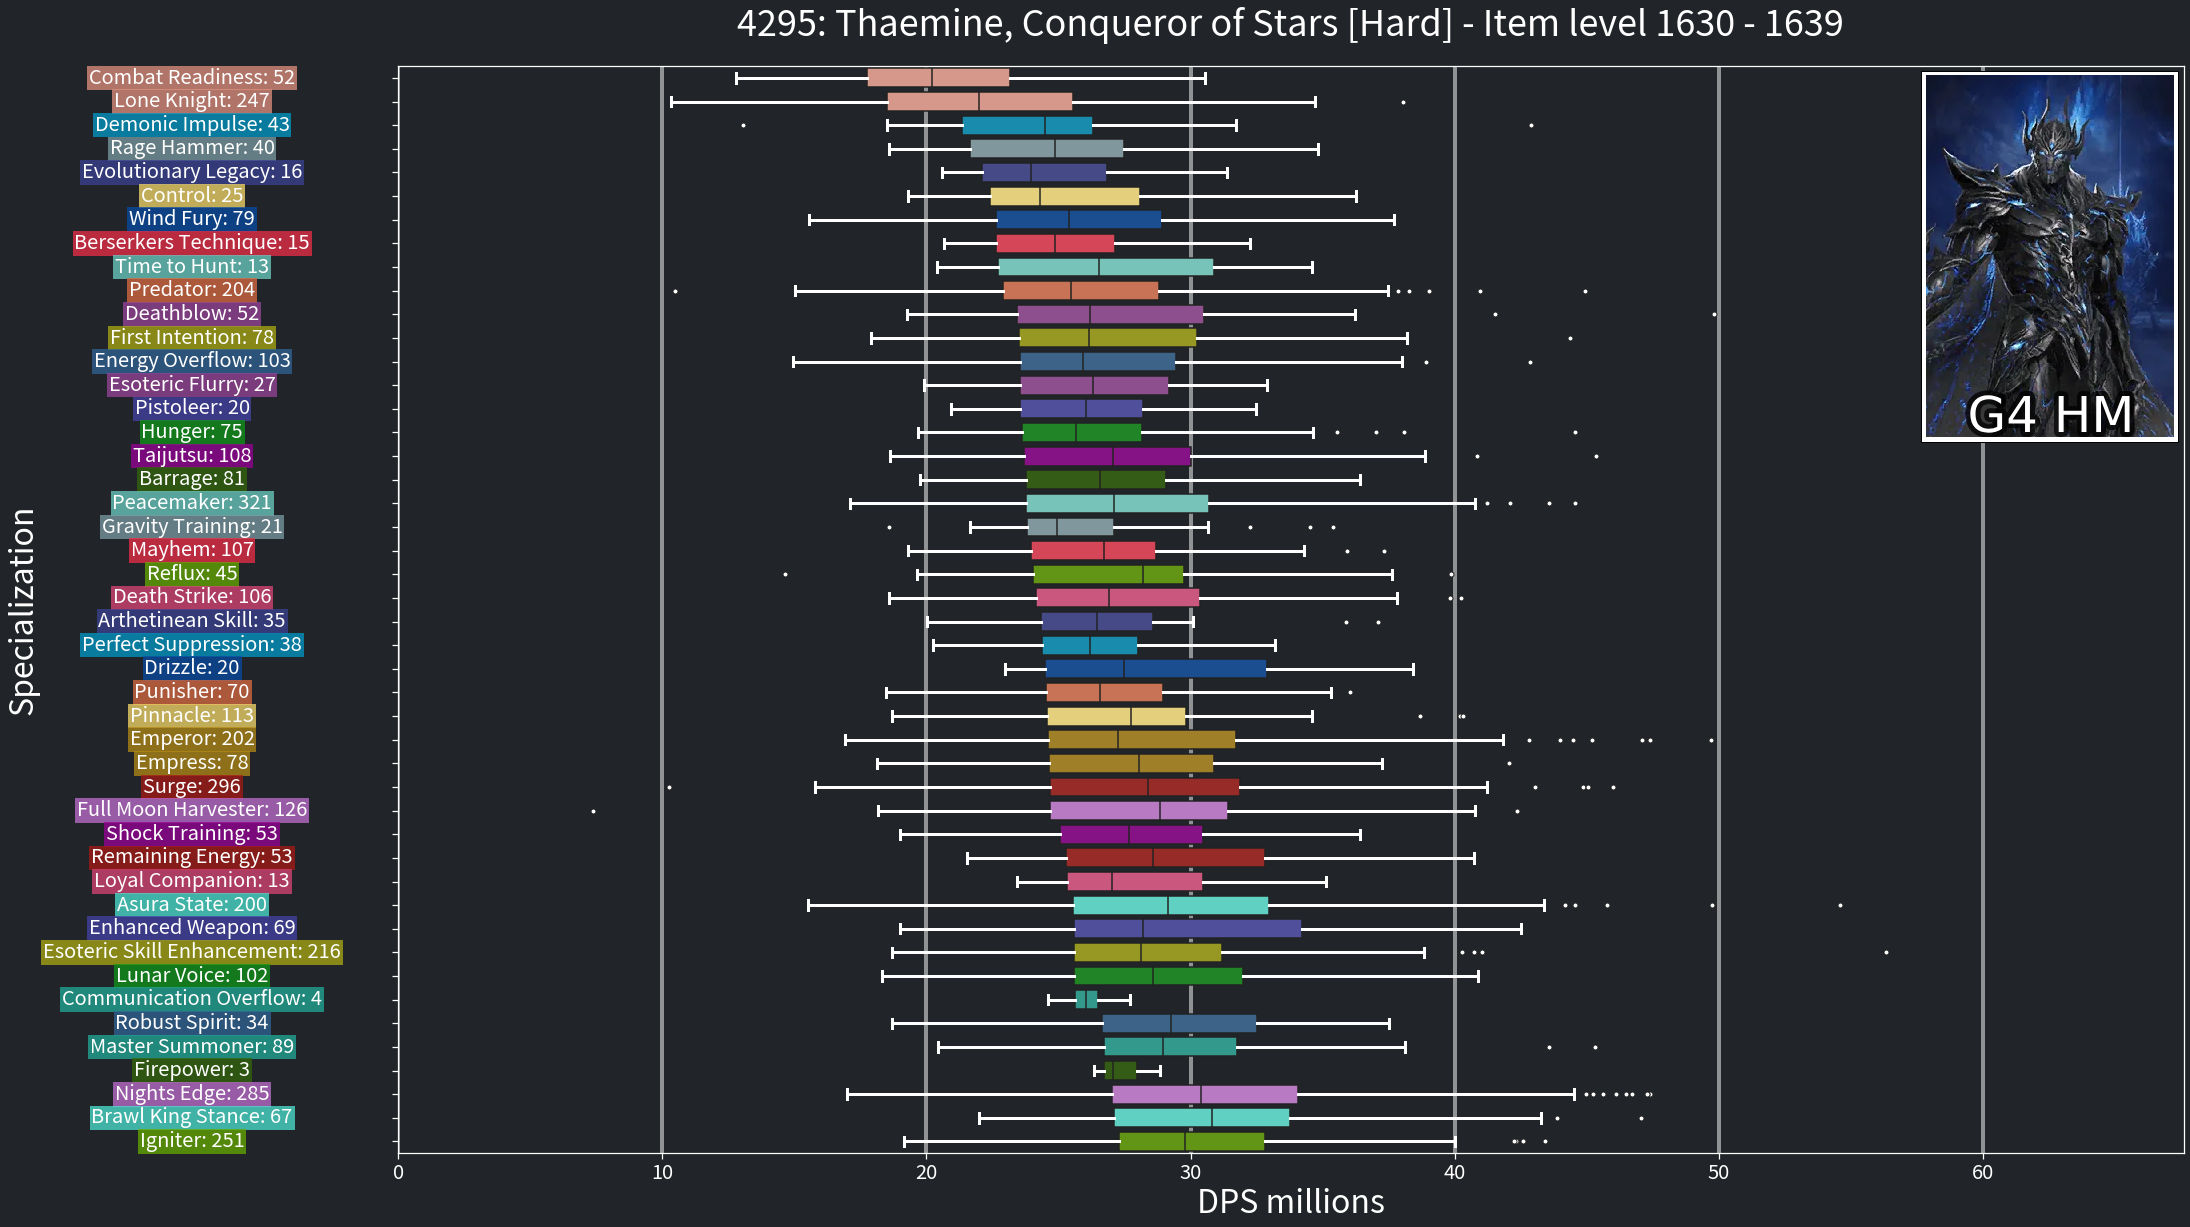 4295: Thaemine, Conqueror of Stars [Hard] - Item level 1630 - 1639
Combat Readiness: 52
Lone Knight: 247
Demonic Impulse: 43
Rage Hammer: 40
Evolutionary Legacy: 16
Control: 25
Wind Fury: 79
Berserkers Technique: 15
Time to Hunt: 13
Predator: 204
Deathblow: 52
First Intention: 78
Energy Overflow: 103
Esoteric Flurry: 27
Pistoleer: 20
Hunger: 75
Taijutsu: 108
Barrage: 81
Peacemaker: 321
Gravity Training: 21
Mayhem: 107
Reflux: 45
Death Strike: 106
Arthetinean Skill: 35
Perfect Suppression: 38
Drizzle: 20
Punisher: 70
Pinnacle: 113
Emperor: 202
Empress: 78
Surge: 296
Full Moon Harvester: 126
Shock Training: 53
Remaining Energy: 53
Loyal Companion: 13
Asura State: 200
Enhanced Weapon: 69
Esoteric Skill Enhancement: 216
Lunar Voice: 102
Communication Overflow: 4
Robust Spirit: 34
Master Summoner: 89
Firepower: 3
Nights Edge: 285
Brawl King Stance: 67
Igniter: 251
Specialization
G4 HM
0 10 20 30 40 50 60
DPS millions